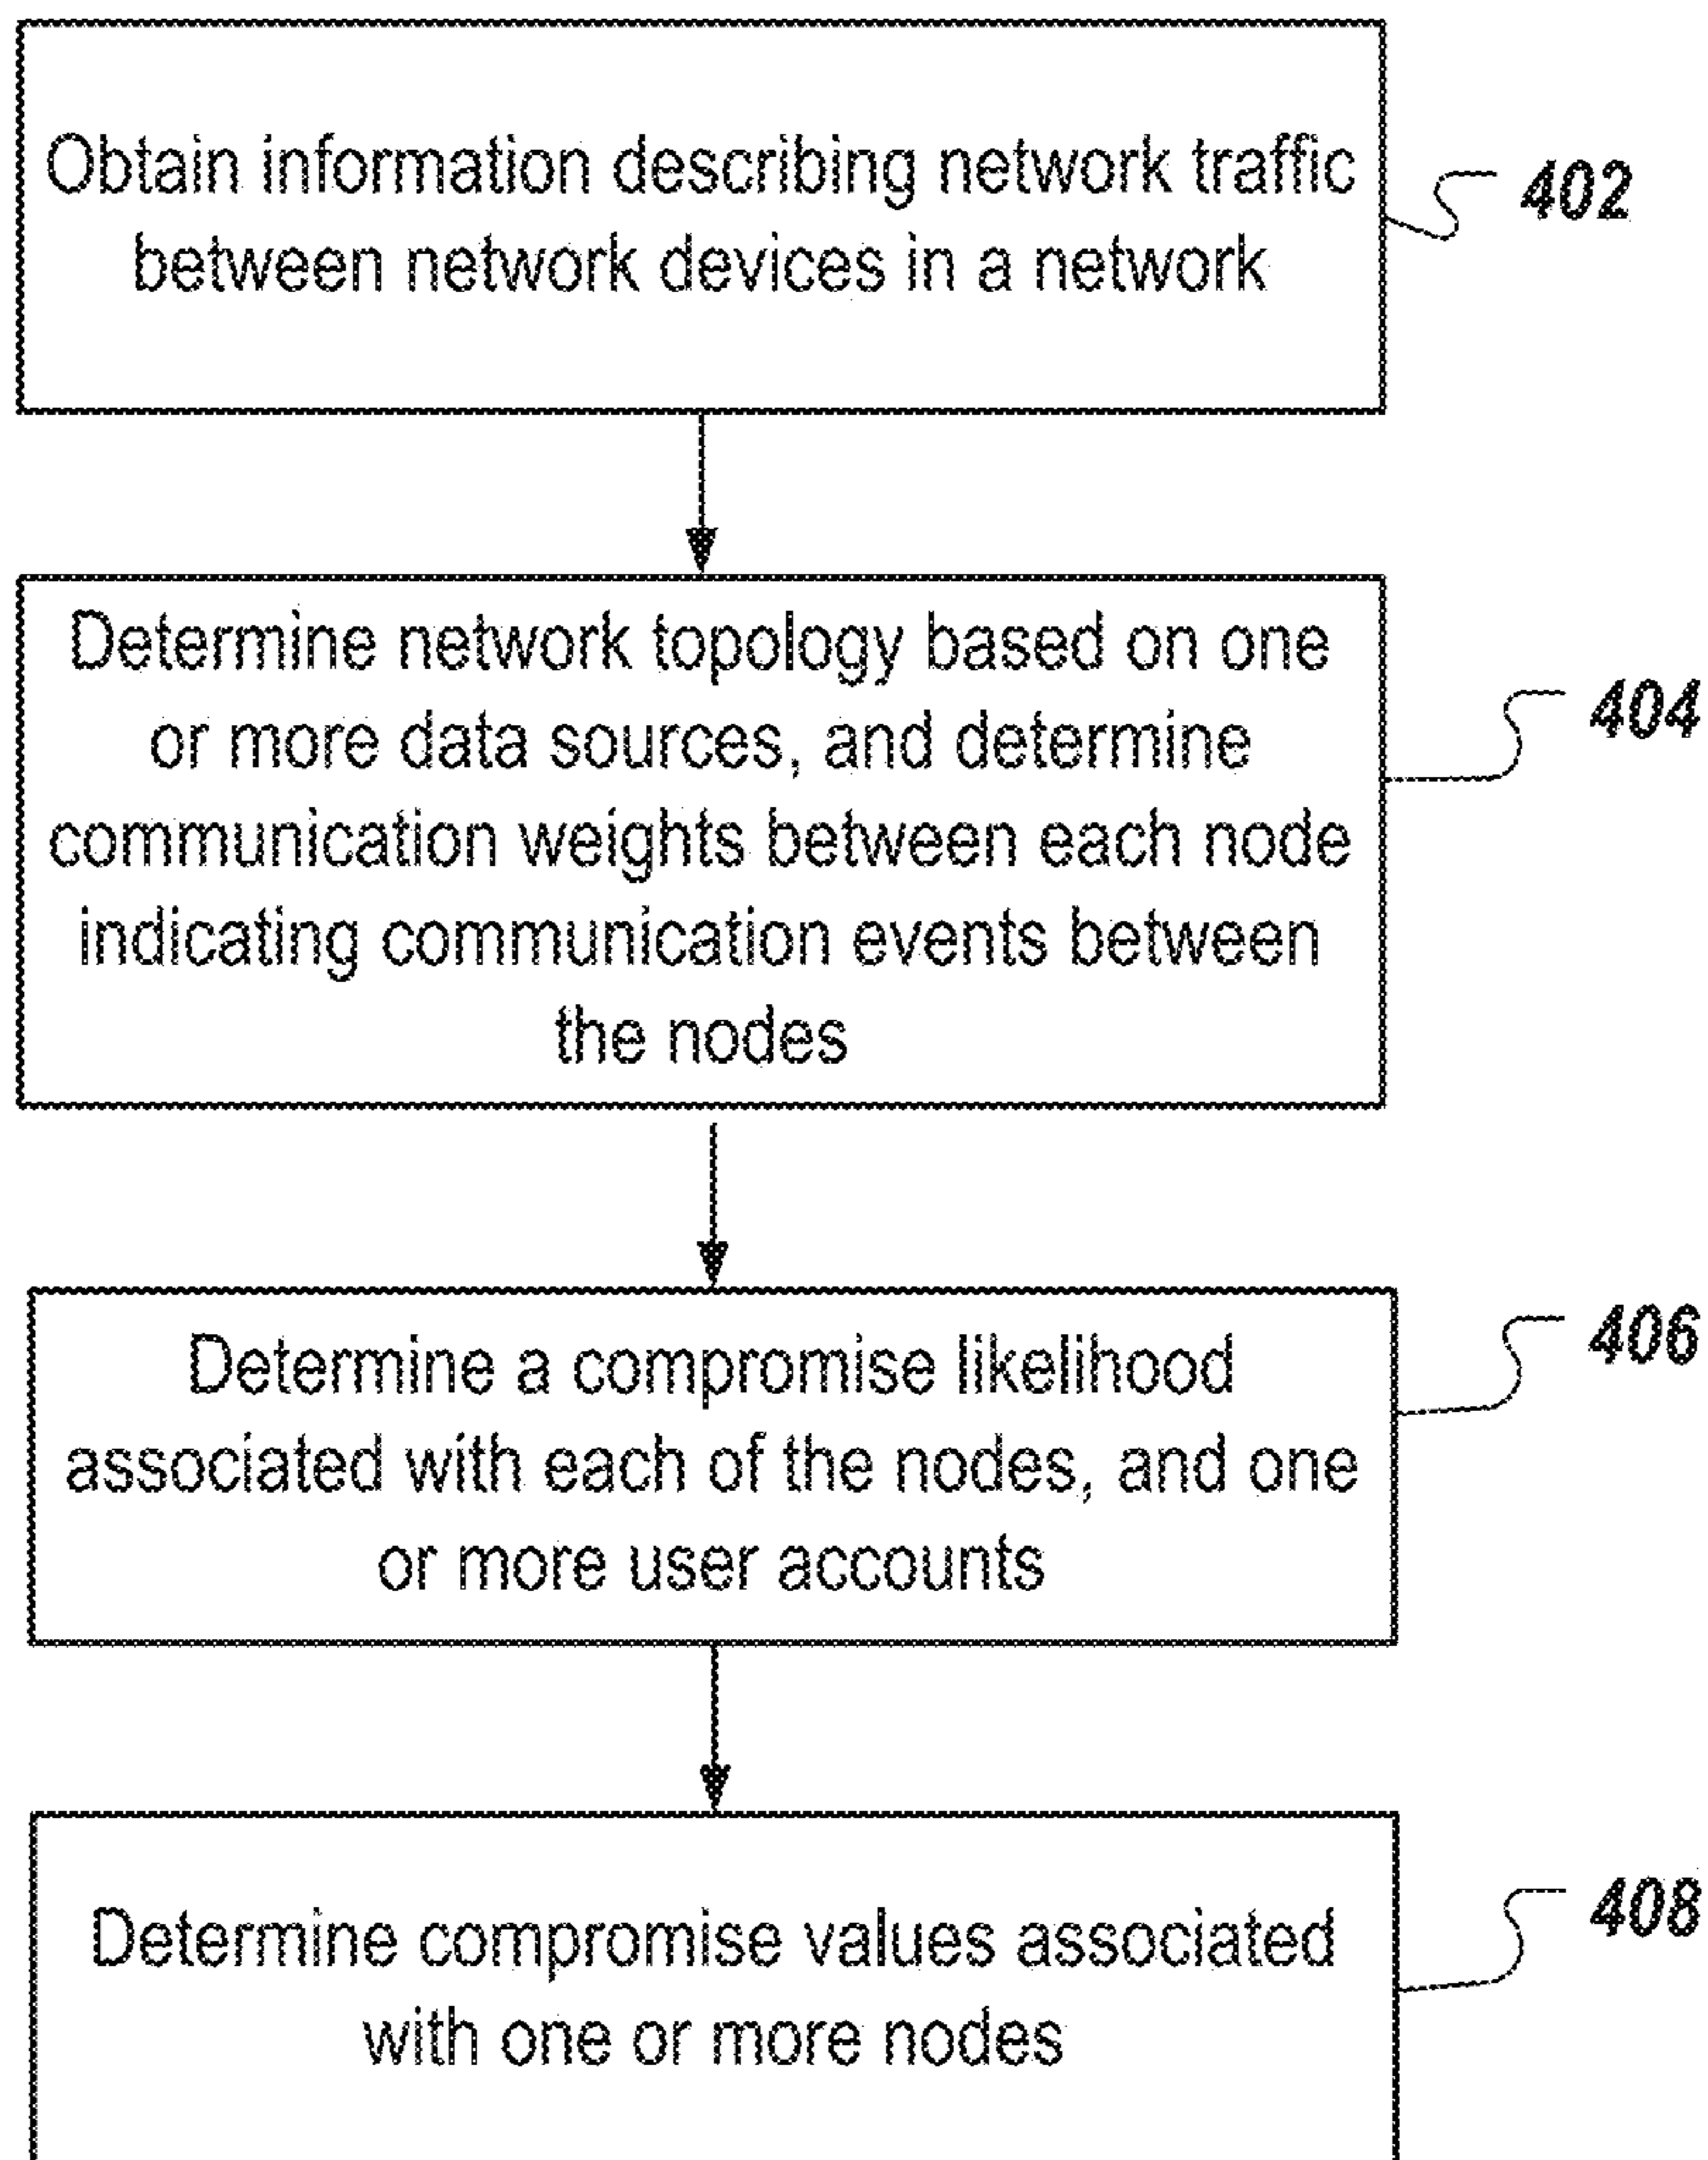 Obtain information describing network traffic
between network devices in a network
402
Determine network topology based on one
or more data sources, and determine
communication weights between each node
indicating communication events between
the nodes
404
Determine a compromise likelihood
associated with each of the nodes, and one
or more user accounts
406
Determine compromise values associated
with one or more nodes
408